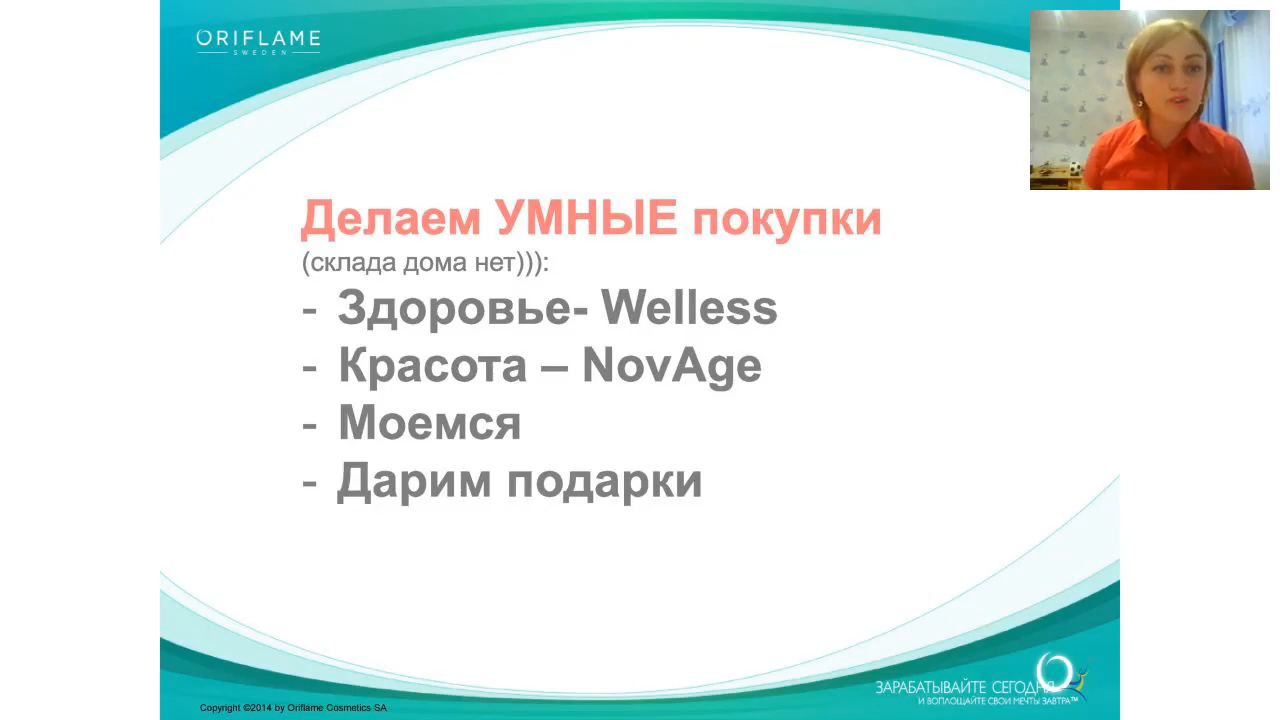 ORIFLAME
SWEDEN
Делаем УМНЫЕ покупки
(склада дома нет))):
- Здоровье- Welless
- Красота – NovAge
- Моемся
- Дарим подарки
ЗАРАБАТЫВАЙТЕ СЕГОДНЯ
И ВОПЛОЩАЙТЕ СВОИ МЕЧТЫ ЗАВТРА™
Copyright ©2014 by Oriflame Cosmetics SA